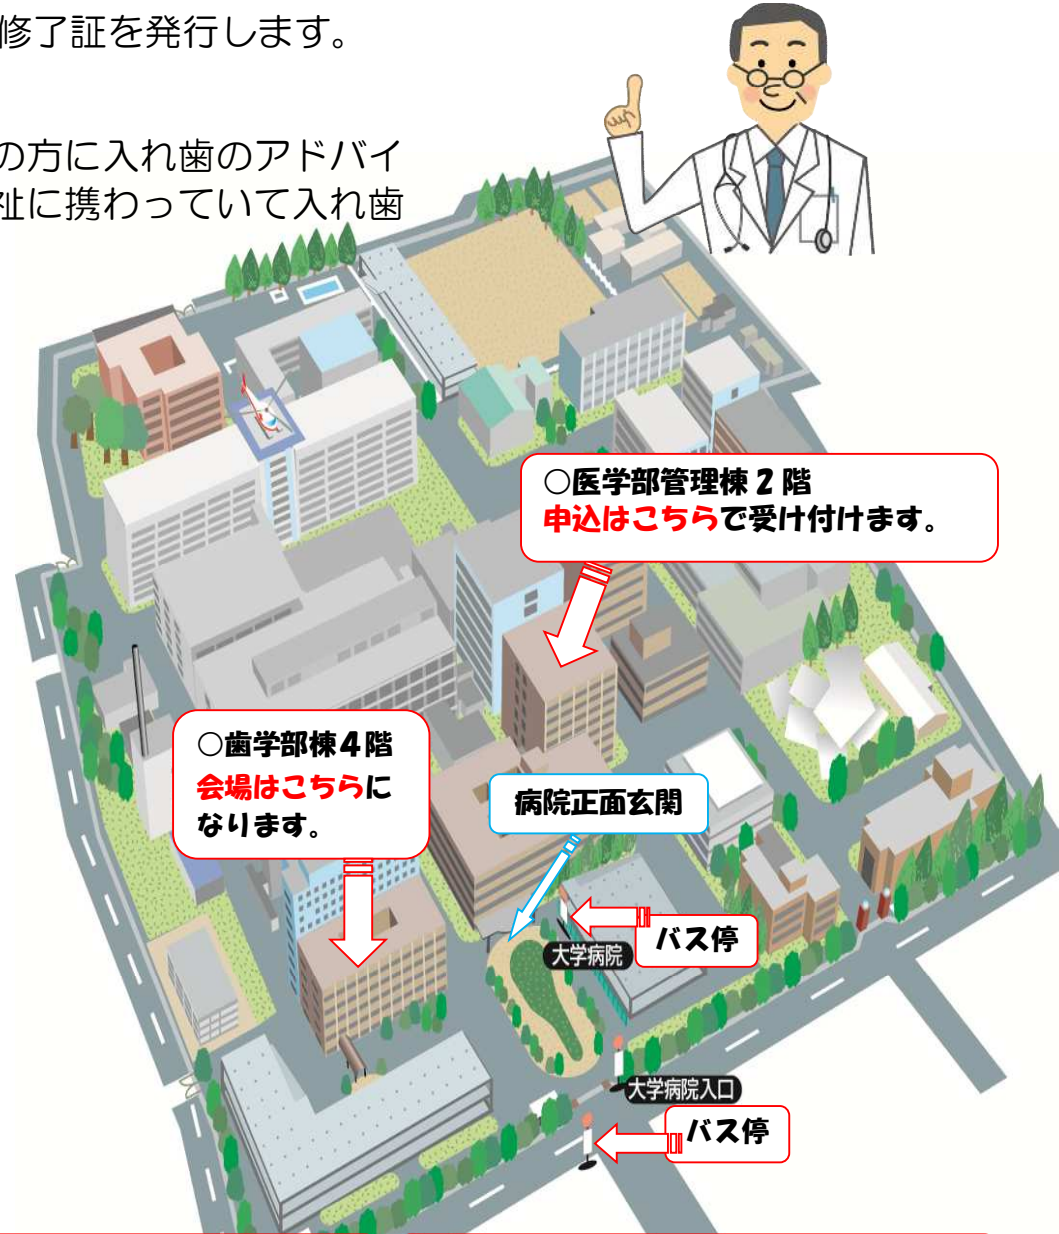 修了証を発行します。
の方に入れ歯のアドバイ
祉に携わっていて入れ歯
○医学部管理棟2階
申込はこちらで受け付けます。
○歯学部棟4階
会場はこちらに
なります。
病院正面玄関
バス停
大学病院
大学病院入口
バス停